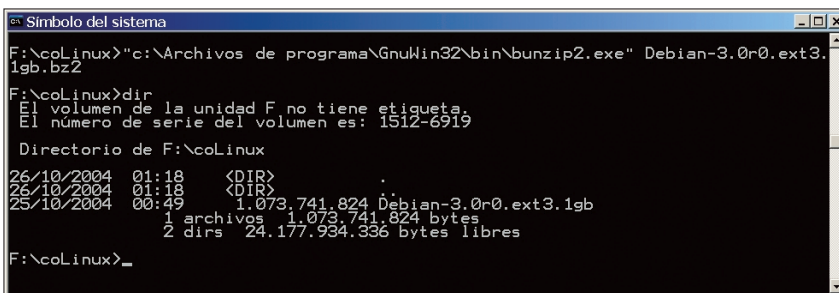 Símbolo del sistema
F:\coLinux>"c:\Archivos de programa\GnuWin32\bin\bunzip2.exe" Debian-3.0r0.ext3.
1gb.bz2
F:\coLinux>dir
El volumen de la unidad F no tiene etiqueta.
El número de serie del volumen es: 1512-6919
Directorio de F:\coLinux
26/10/2004  01:18    <DIR>          .
26/10/2004  01:18    <DIR>          ..
25/10/2004  00:49     1.073.741.824 Debian-3.0r0.ext3.1gb
1 archivos  1.073.741.824 bytes
2 dirs  24.177.934.336 bytes libres
F:\coLinux>_